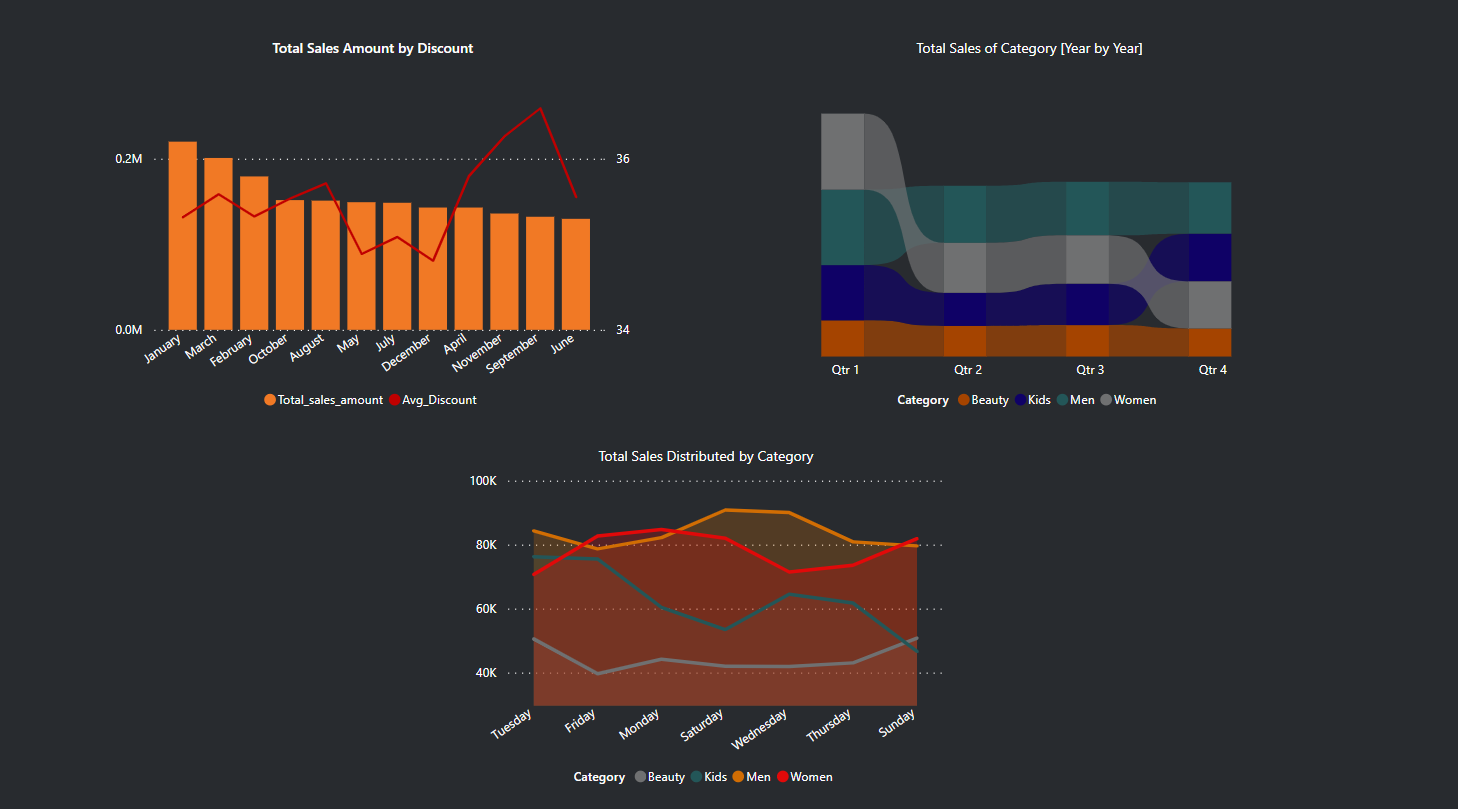 Total Sales Amount by Discount
0.2M
0.0M
36
34
January
March
February
October
August
May
July
December
April
November
September
June
Total_sales_amount Avg_Discount
Total Sales of Category [Year by Year]
Qtr 1 Qtr 2 Qtr 3 Qtr 4
Category Beauty Kids Men Women
Total Sales Distributed by Category
100K
80K
60K
40K
Tuesday
Friday
Monday
Saturday
Wednesday
Thursday
Sunday
Category Beauty Kids Men Women